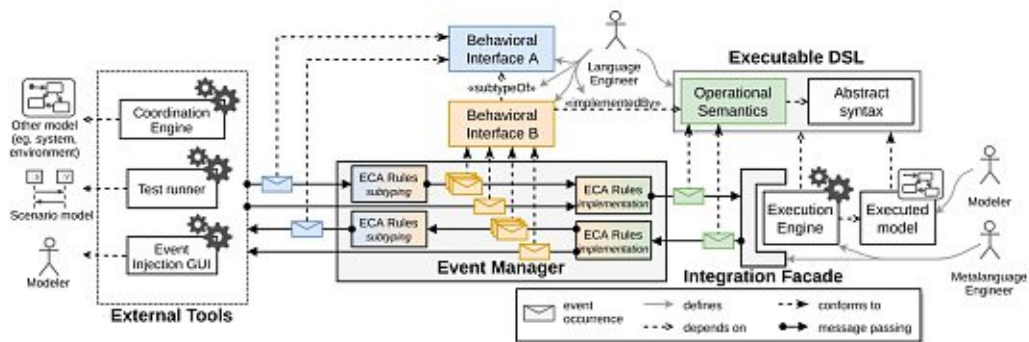 Behavioral
Interface A
Language
Engineer
Executable DSL
«subtypeOf»
«implementedBy»
Behavioral
Interface B
Operational
Semantics
Abstract
syntax
Other model
(eg. system,
environment)
Coordination
Engine
Scenario model
Test runner
Modeler
Event
Injection GUI
External Tools
ECA Rules
subtyping
ECA Rules
implementation
ECA Rules
subtyping
ECA Rules
implementation
Event Manager
Execution
Engine
Executed
model
Integration Facade
Modeler
Metalanguage
Engineer
event
occurrence
defines
depends on
conforms to
message passing